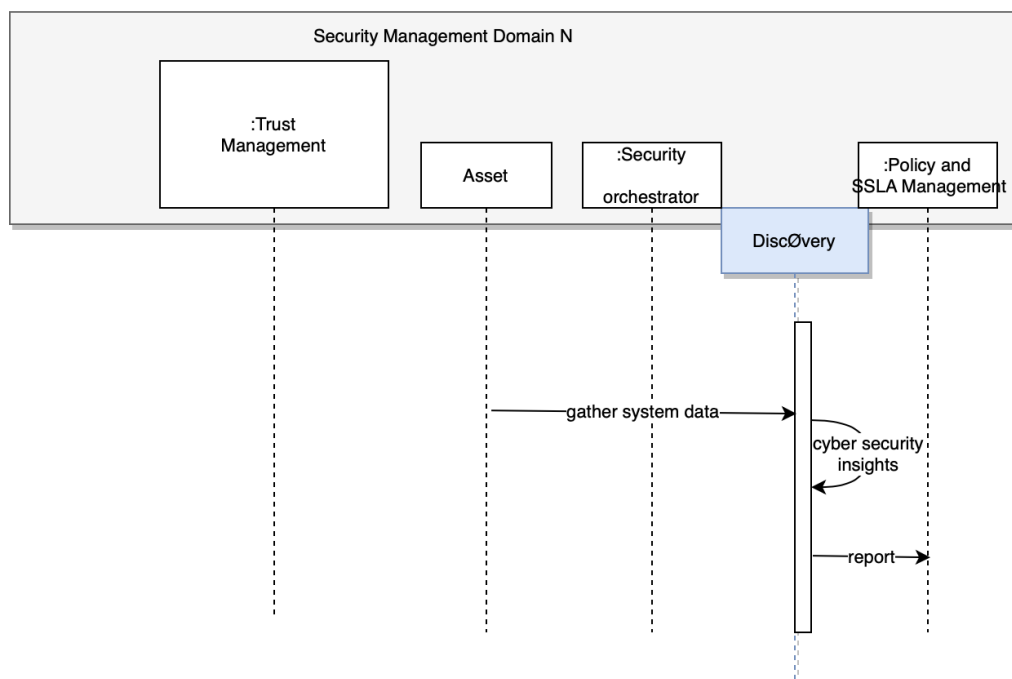 Security Management Domain N
:Trust
Management
Asset
:Security
orchestrator
:Policy and
SSLA Management
DiscØvery
gather system data
cyber security
insights
report